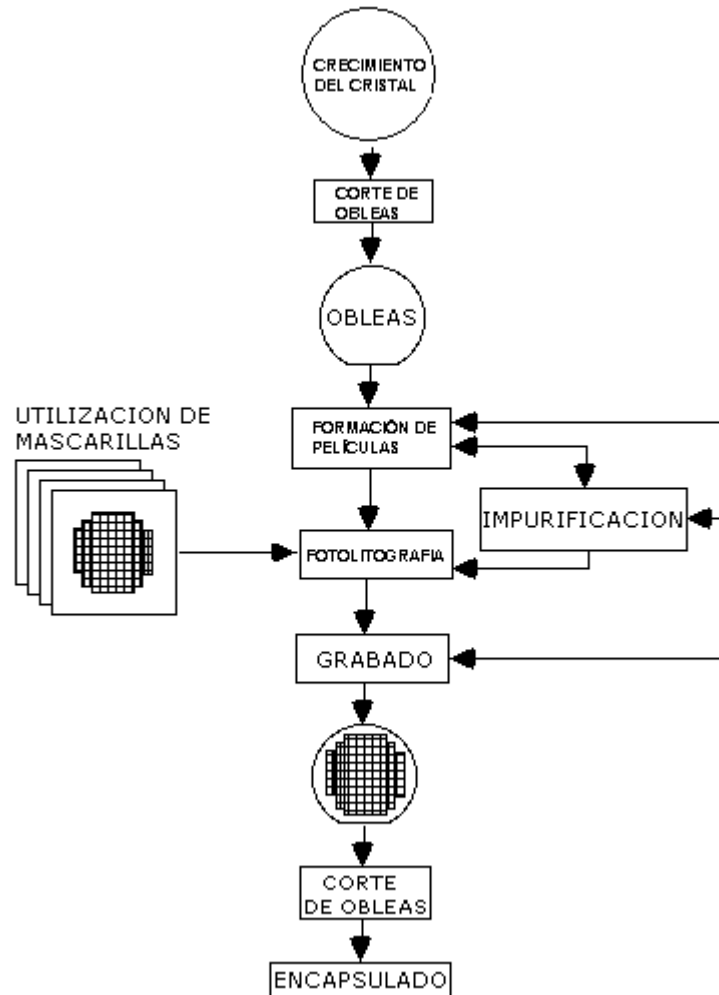 CRECIMIENTO
DEL CRISTAL
CORTE DE
OBLEAS
OBLEAS
FORMACIÓN DE
PELÍCULAS
UTILIZACION DE
MASCARILLAS
IMPURIFICACION
FOTOLITOGRAFIA
GRABADO
CORTE
DE OBLEAS
ENCAPSULADO